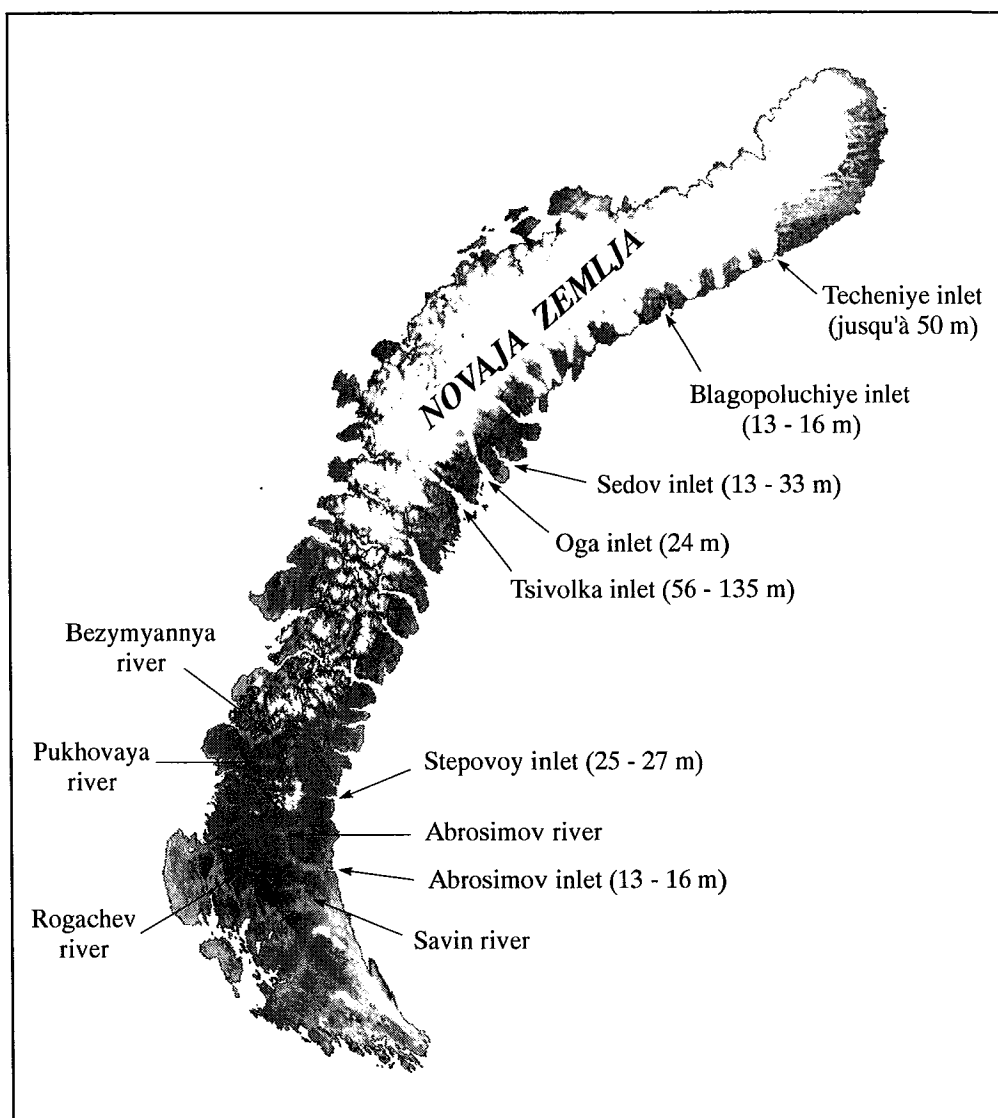 NOVAJA ZEMLJA
Techeniye inlet
(jusqu'à 50 m)
Blagopoluchiye inlet
(13 - 16 m)
Sedov inlet (13 - 33 m)
Oga inlet (24 m)
Tsivolka inlet (56 - 135 m)
Bezymyannya
river
Pukhovaya
river
Stepovoy inlet (25 - 27 m)
Abrosimov river
Abrosimov inlet (13 - 16 m)
Rogachev
river
Savin river